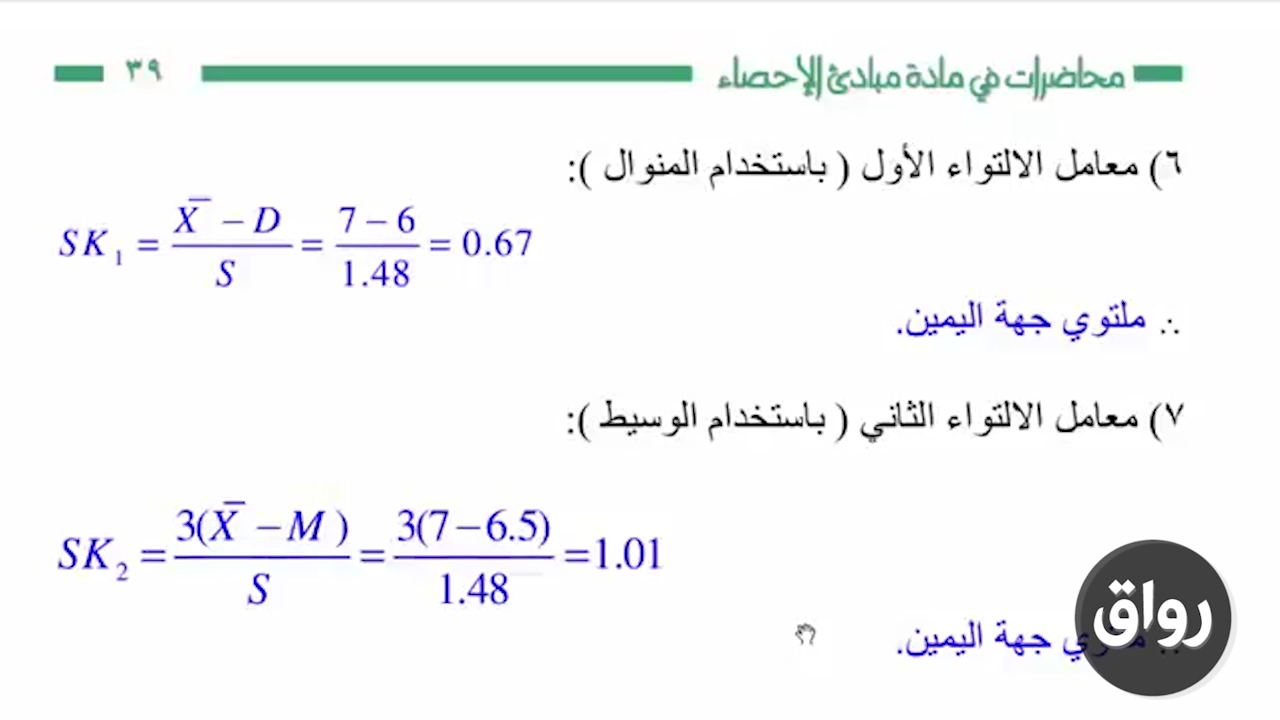 محاضرات في مادة مبادئ الإحصاء ٣٩
٦) معامل الالتواء الأول ( باستخدام المنوال ):
SK₁ = (X̄ − D) / S = (7 − 6) / 1.48 = 0.67
∴ ملتوي جهة اليمين.
٧) معامل الالتواء الثاني ( باستخدام الوسيط ):
SK₂ = 3(X̄ − M) / S = 3(7 − 6.5) / 1.48 = 1.01
جهة اليمين.
رواق